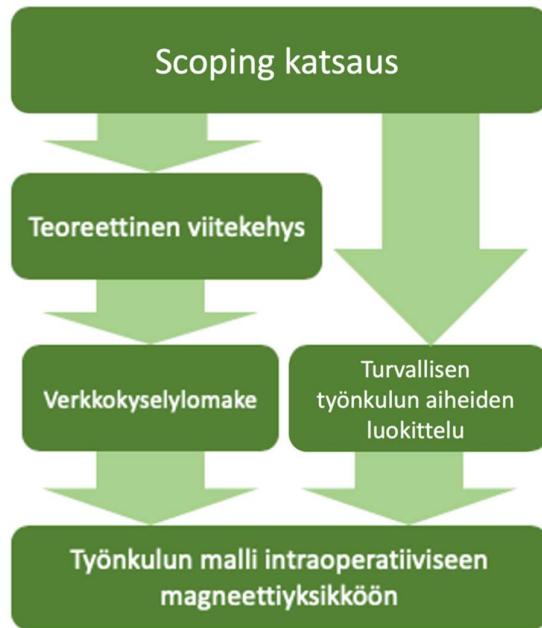 Scoping katsaus
Teoreettinen viitekehys
Verkkokyselylomake
Turvallisen
työnkulun aiheiden
luokittelu
Työnkulun malli intraoperatiiviseen
magneettiyksikköön